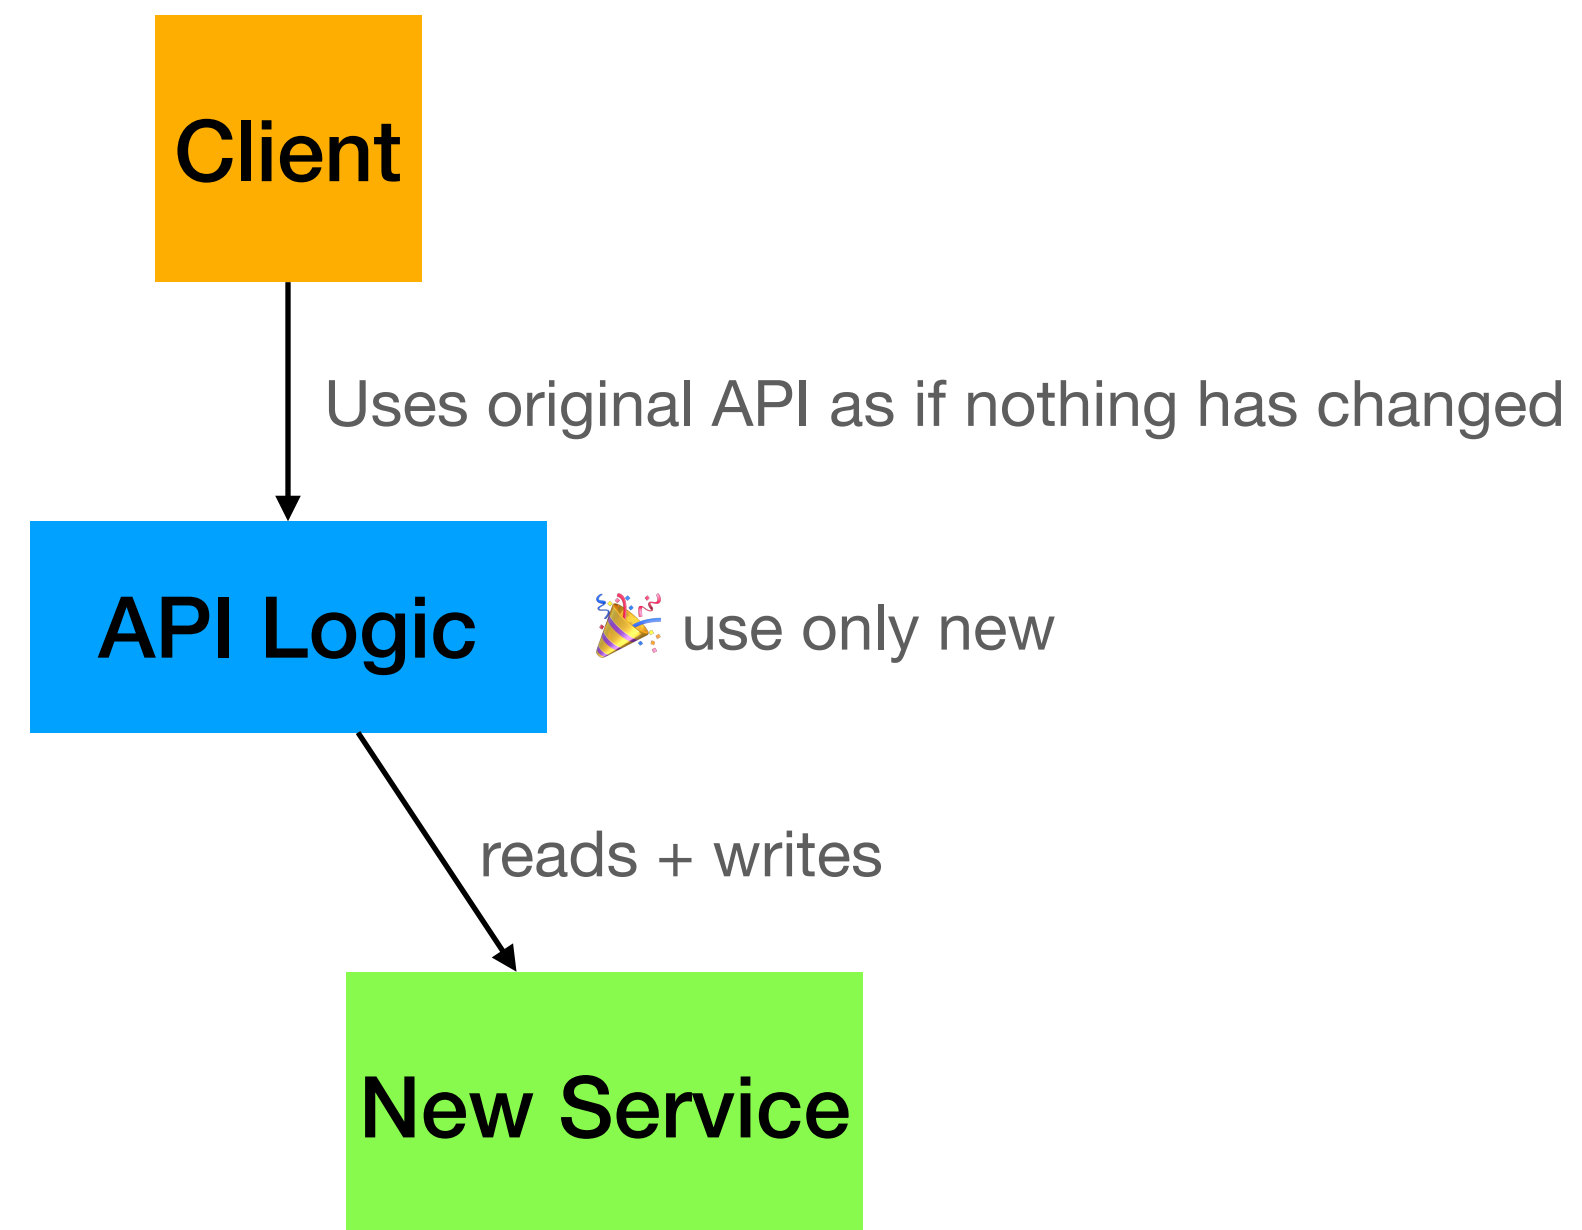 Client
Uses original API as if nothing has changed
API Logic
🎉 use only new
reads + writes
New Service